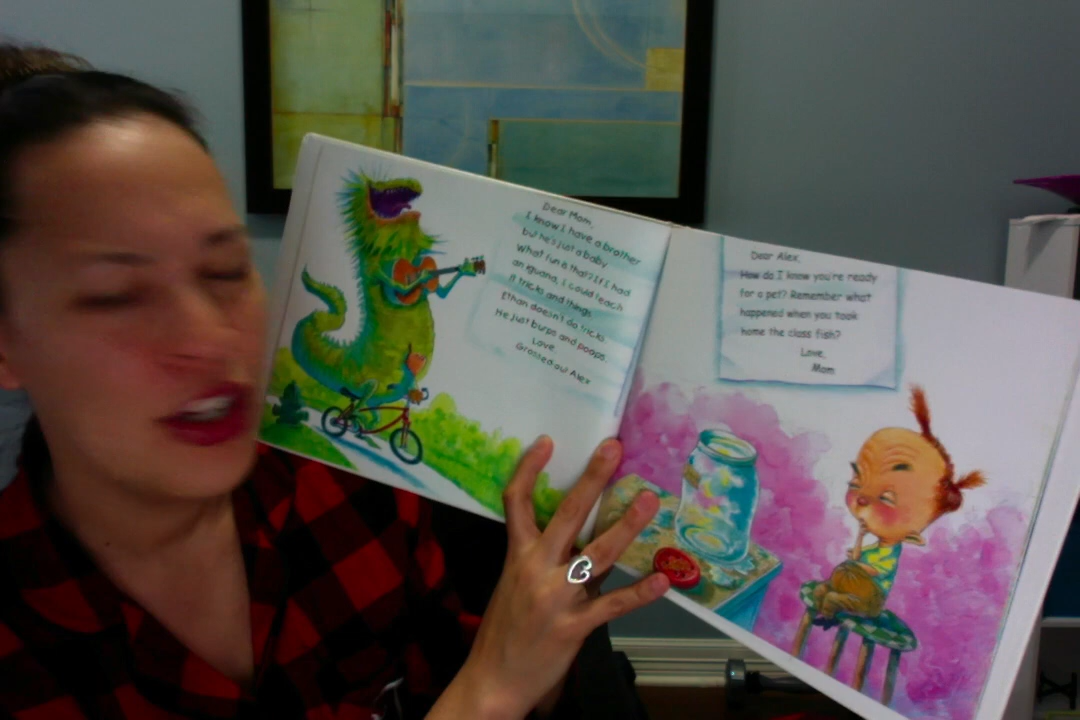 Dear Mom,
I know I have a brother
but he's just a baby.
What fun is that? If I had
an iguana, I could teach
it tricks and things.
Ethan doesn't do tricks.
He just burps and poops.
Love,
Grossed out Alex
Dear Alex,
How do I know you're ready
for a pet? Remember what
happened when you took
home the class fish?
Love,
Mom